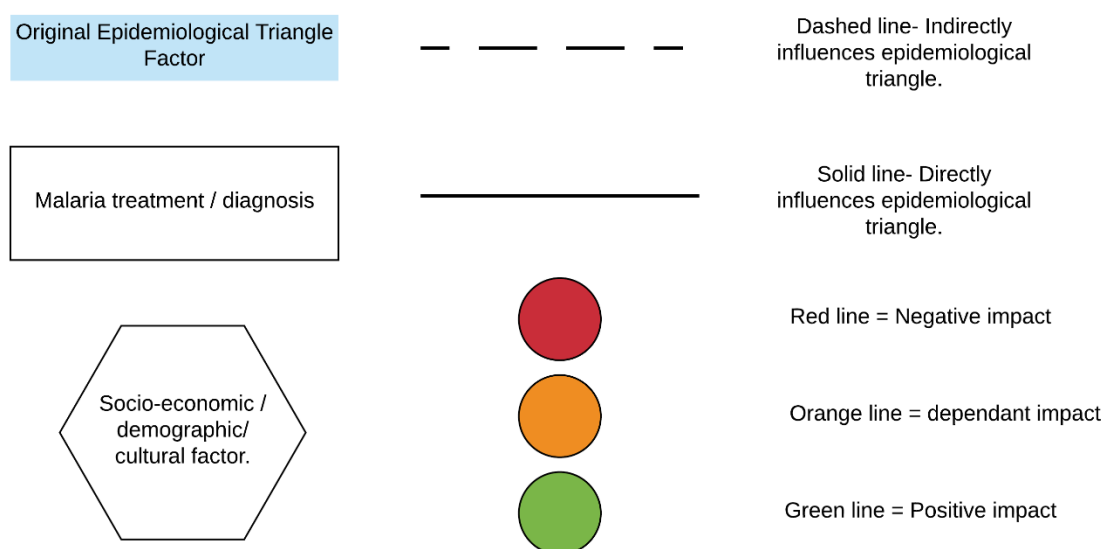 Original Epidemiological Triangle
Factor
Dashed line- Indirectly
influences epidemiological
triangle.
Malaria treatment / diagnosis
Solid line- Directly
influences epidemiological
triangle.
Red line = Negative impact
Socio-economic /
demographic/
cultural factor.
Orange line = dependant impact
Green line = Positive impact